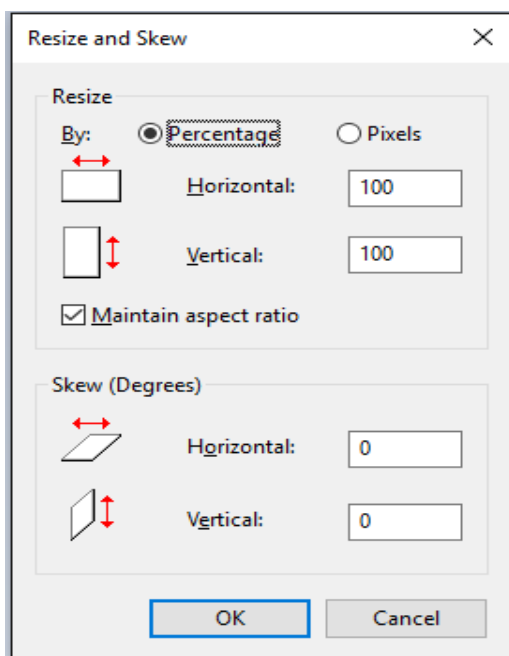 Resize and Skew
Resize
By: Percentage Pixels
Horizontal: 100
Vertical: 100
Maintain aspect ratio
Skew (Degrees)
Horizontal: 0
Vertical: 0
OK Cancel